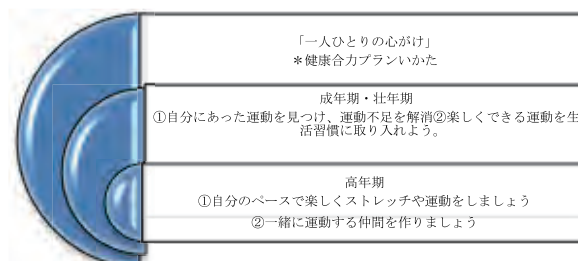 「一人ひとりの心がけ」
＊健康合力プランいかた
成年期・壮年期
①自分にあった運動を見つけ、運動不足を解消②楽しくできる運動を生
活習慣に取り入れよう。
高年期
①自分のペースで楽しくストレッチや運動をしましょう
②一緒に運動する仲間を作りましょう